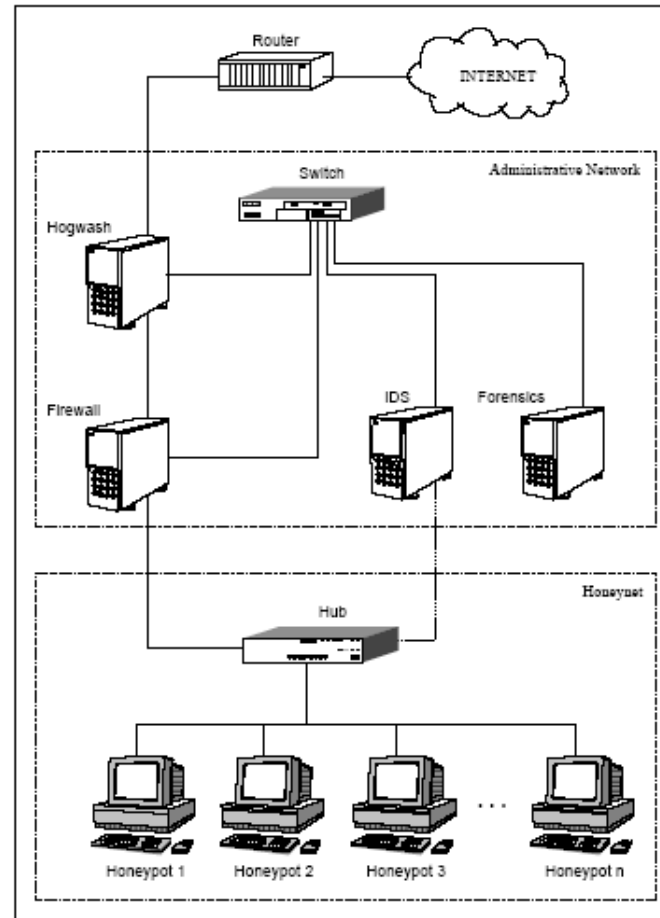 Router
INTERNET
Administrative Network
Switch
Hogwash
Firewall
IDS
Forensics
Honeynet
Hub
. . .
Honeypot 1
Honeypot 2
Honeypot 3
Honeypot n